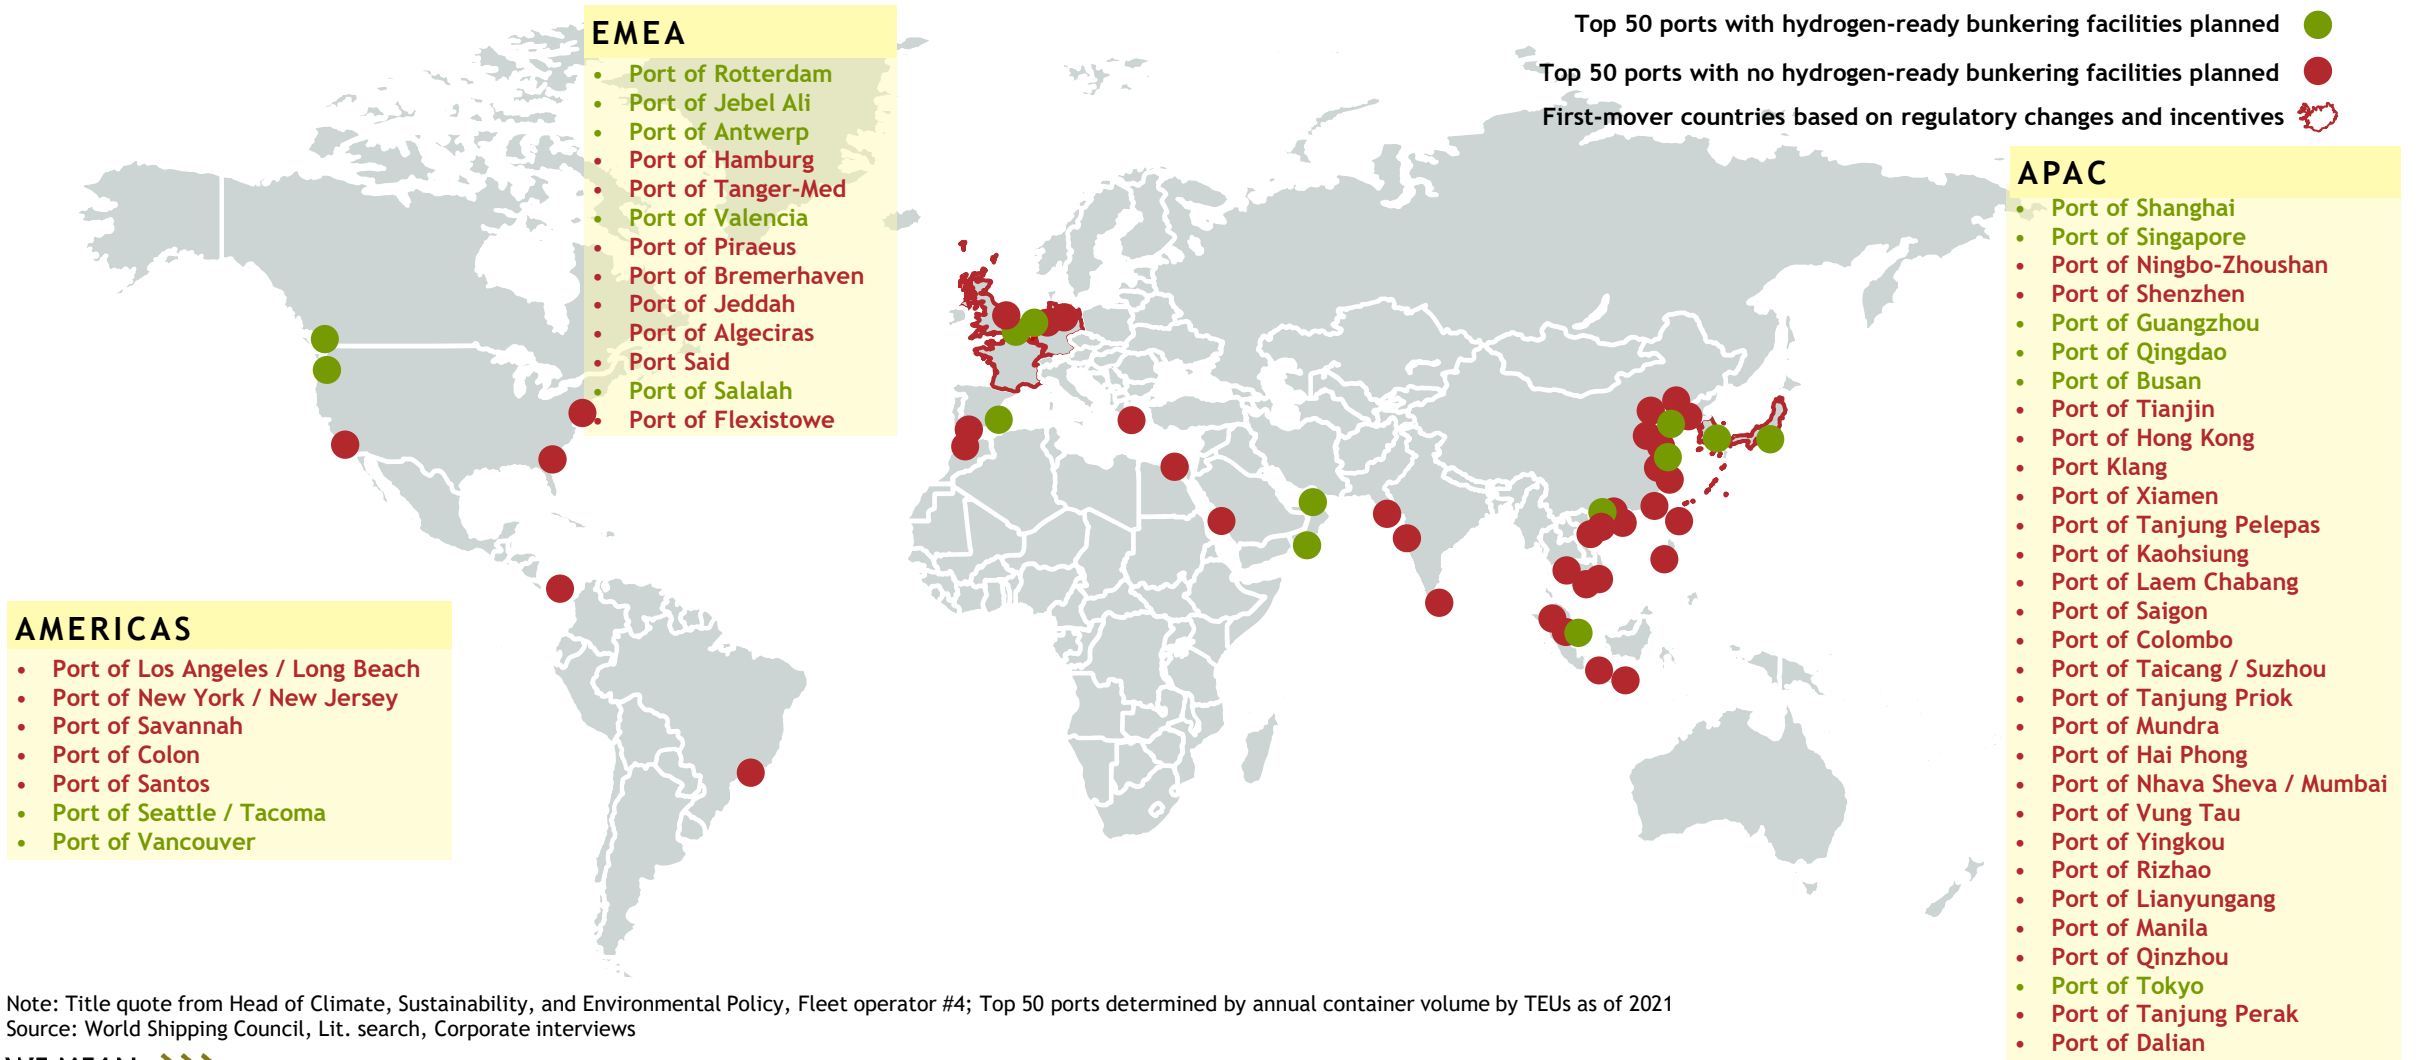 EMEA
• Port of Rotterdam
• Port of Jebel Ali
• Port of Antwerp
• Port of Hamburg
• Port of Tanger-Med
• Port of Valencia
• Port of Piraeus
• Port of Bremerhaven
• Port of Jeddah
• Port of Algeciras
• Port Said
• Port of Salalah
• Port of Flexistowe
Top 50 ports with hydrogen-ready bunkering facilities planned
Top 50 ports with no hydrogen-ready bunkering facilities planned
First-mover countries based on regulatory changes and incentives
APAC
• Port of Shanghai
• Port of Singapore
• Port of Ningbo-Zhoushan
• Port of Shenzhen
• Port of Guangzhou
• Port of Qingdao
• Port of Busan
• Port of Tianjin
• Port of Hong Kong
• Port Klang
• Port of Xiamen
• Port of Tanjung Pelepas
• Port of Kaohsiung
• Port of Laem Chabang
• Port of Saigon
• Port of Colombo
• Port of Taicang / Suzhou
• Port of Tanjung Priok
• Port of Mundra
• Port of Hai Phong
• Port of Nhava Sheva / Mumbai
• Port of Vung Tau
• Port of Yingkou
• Port of Rizhao
• Port of Lianyungang
• Port of Manila
• Port of Qinzhou
• Port of Tokyo
• Port of Tanjung Perak
• Port of Dalian
AMERICAS
• Port of Los Angeles / Long Beach
• Port of New York / New Jersey
• Port of Savannah
• Port of Colon
• Port of Santos
• Port of Seattle / Tacoma
• Port of Vancouver
Note: Title quote from Head of Climate, Sustainability, and Environmental Policy, Fleet operator #4; Top 50 ports determined by annual container volume by TEUs as of 2021
Source: World Shipping Council, Lit. search, Corporate interviews